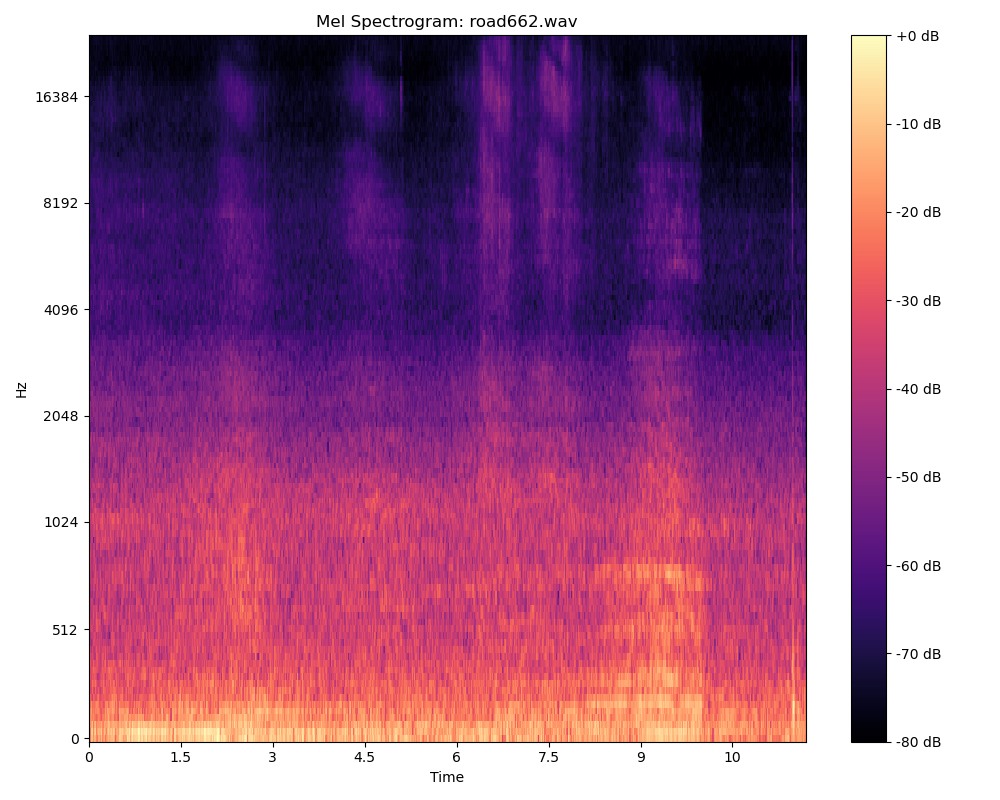 Mel Spectrogram: road662.wav
+0 dB
16384
-10 dB
8192
-20 dB
4096
-30 dB
Hz
2048
-40 dB
-50 dB
1024
-60 dB
512
-70 dB
0
-80 dB
0 1.5 3 4.5 6 7.5 9 10
Time